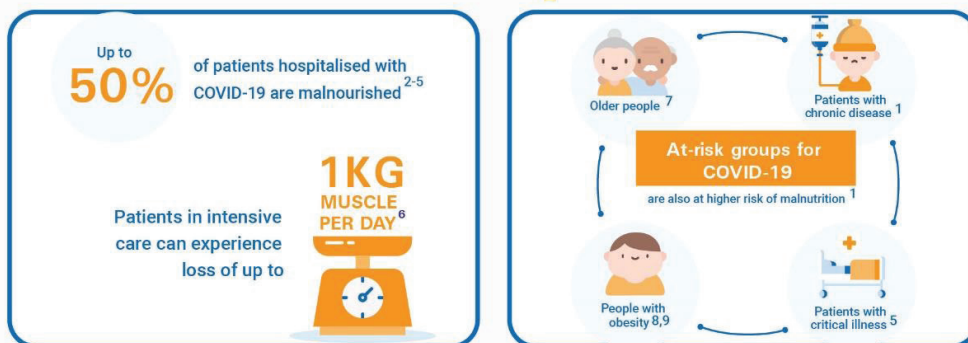 Up to
50%
of patients hospitalised with
COVID-19 are malnourished 2-5
Patients in intensive
care can experience
loss of up to
1KG
MUSCLE
PER DAY 6
Older people 7
Patients with
chronic disease 1
At-risk groups for
COVID-19
are also at higher risk of malnutrition 1
People with
obesity 8,9
Patients with
critical illness 5